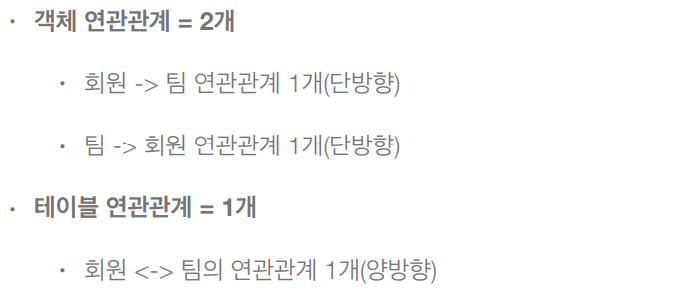 • 객체 연관관계 = 2개
• 회원 -> 팀 연관관계 1개(단방향)
• 팀 -> 회원 연관관계 1개(단방향)
• 테이블 연관관계 = 1개
• 회원 <-> 팀의 연관관계 1개(양방향)